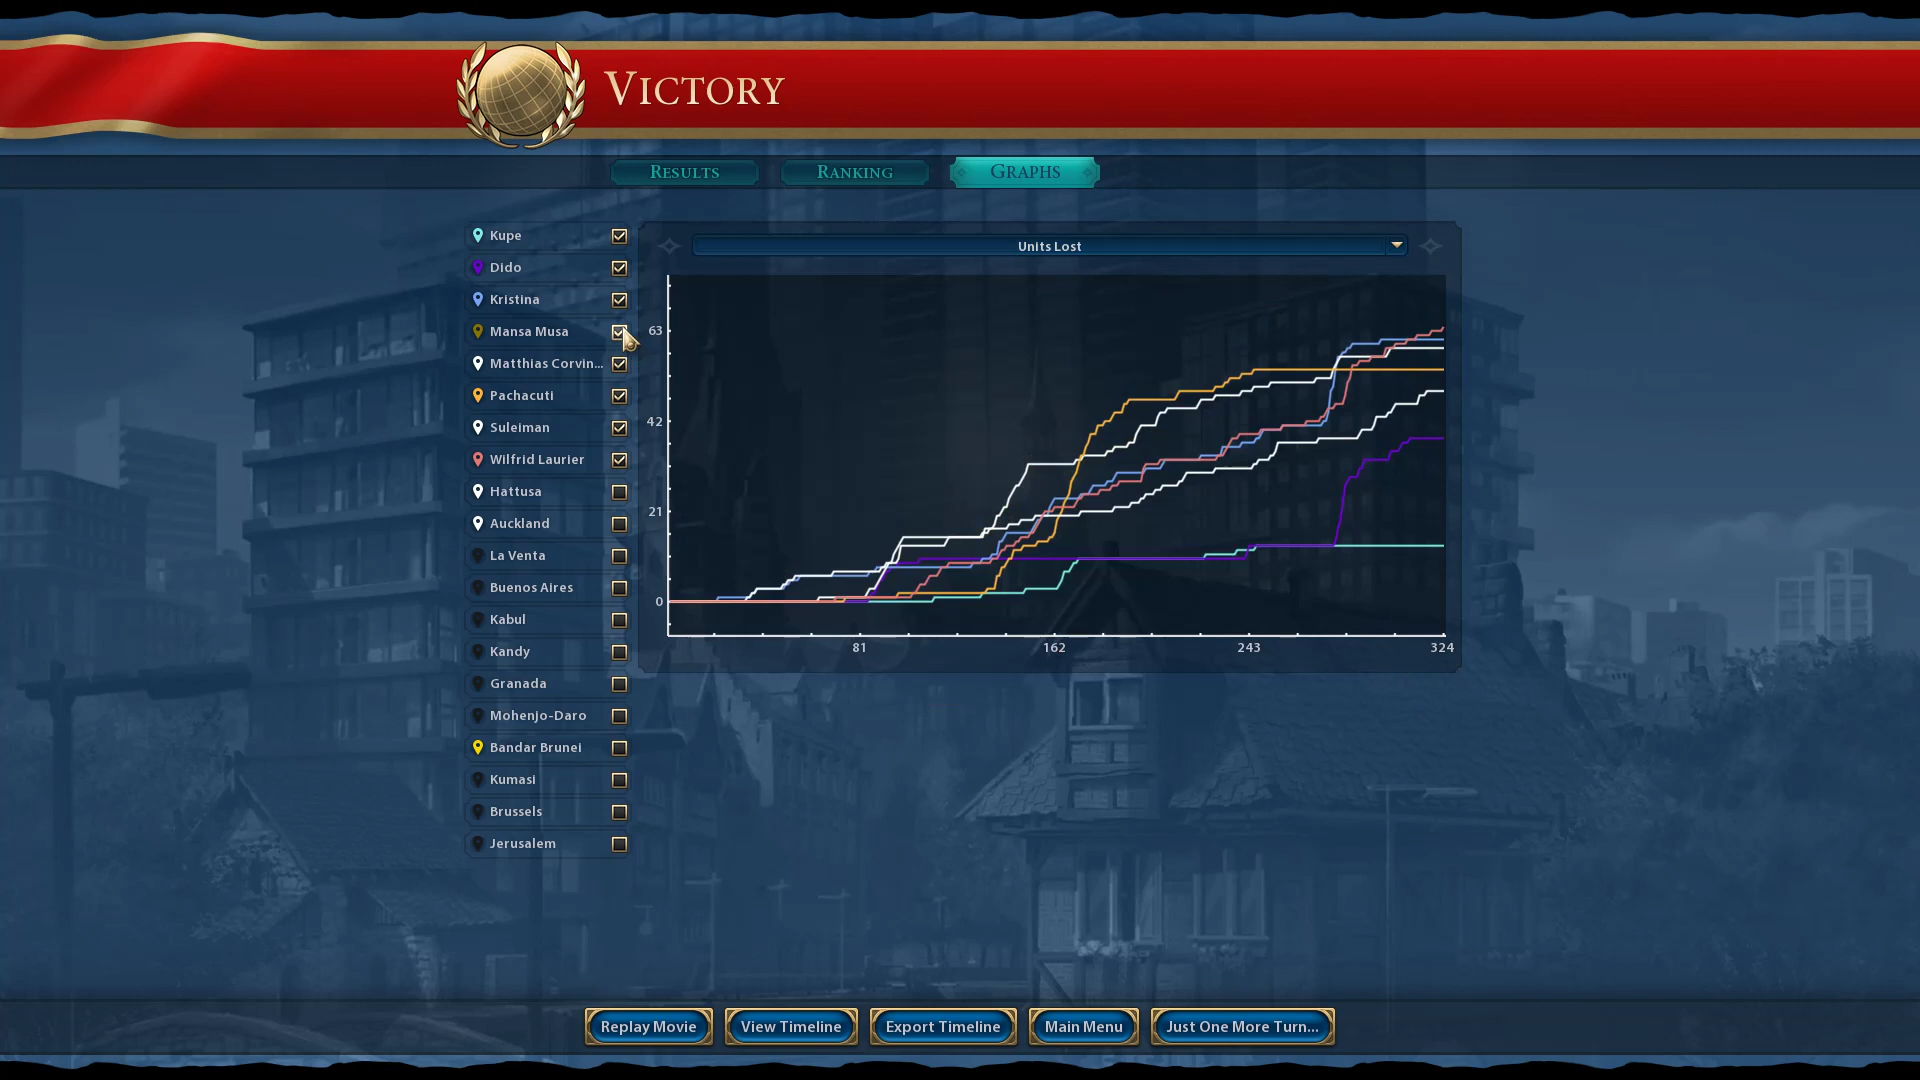 VICTORY
RESULTS
RANKING
GRAPHS
Kupe
Dido
Kristina
Mansa Musa
Matthias Corvin...
Pachacuti
Suleiman
Wilfrid Laurier
Hattusa
Auckland
La Venta
Buenos Aires
Kabul
Kandy
Granada
Mohenjo-Daro
Bandar Brunei
Kumasi
Brussels
Jerusalem
Units Lost
63
42
21
0
81 162 243 324
Replay Movie
View Timeline
Export Timeline
Main Menu
Just One More Turn...